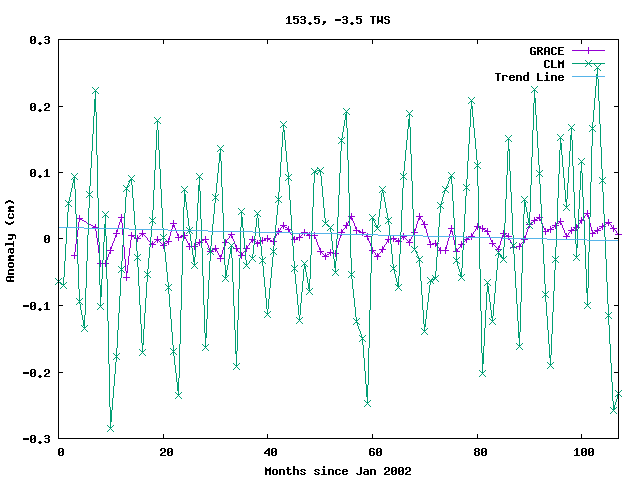 153.5, -3.5 TWS
GRACE
CLM
Trend Line
0.3
0.2
0.1
0
-0.1
-0.2
-0.3
Anomaly (cm)
0 20 40 60 80 100
Months since Jan 2002